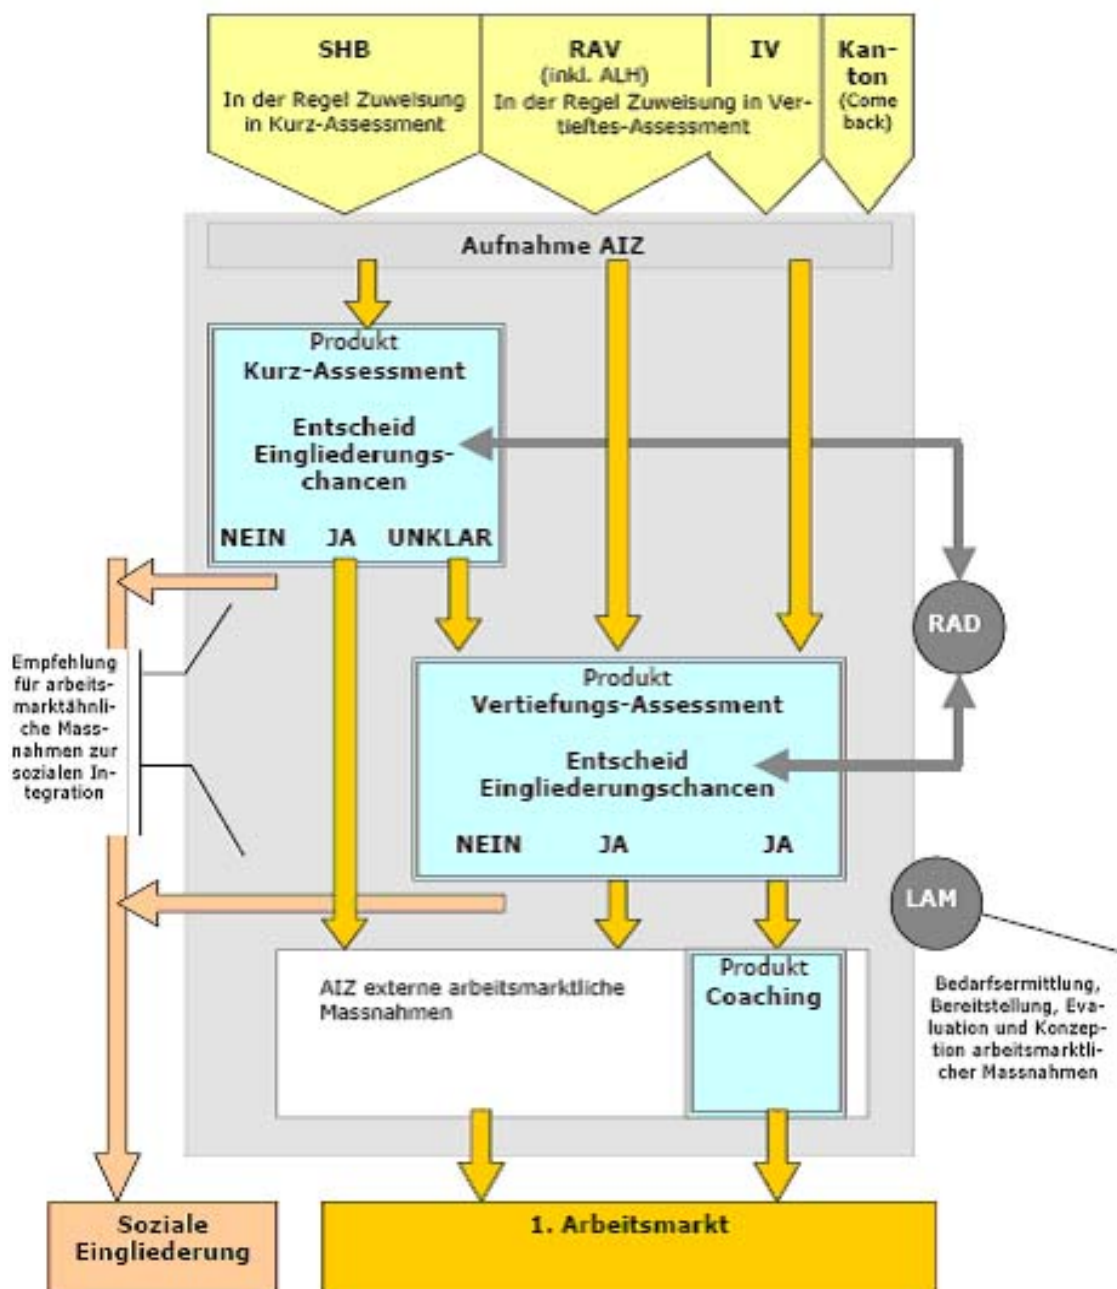 SHB
In der Regel Zuweisung
in Kurz-Assessment
RAV
(inkl. ALH)
IV
In der Regel Zuweisung in Ver-
tieftes-Assessment
Kan-
ton
(Come
back)
Aufnahme AIZ
Produkt
Kurz-Assessment
Entscheid
Eingliederungs-
chancen
NEIN JA UNKLAR
RAD
Empfehlung
für arbeits-
marktähnli-
che Mass-
nahmen zur
sozialen In-
tegration
Produkt
Vertiefungs-Assessment
Entscheid
Eingliederungschancen
NEIN JA JA
LAM
Bedarfsermittlung,
Bereitstellung, Eva-
luation und Konzep-
tion arbeitsmarktli-
cher Massnahmen
AIZ externe arbeitsmarktliche
Massnahmen
Produkt
Coaching
Soziale
Eingliederung
1. Arbeitsmarkt